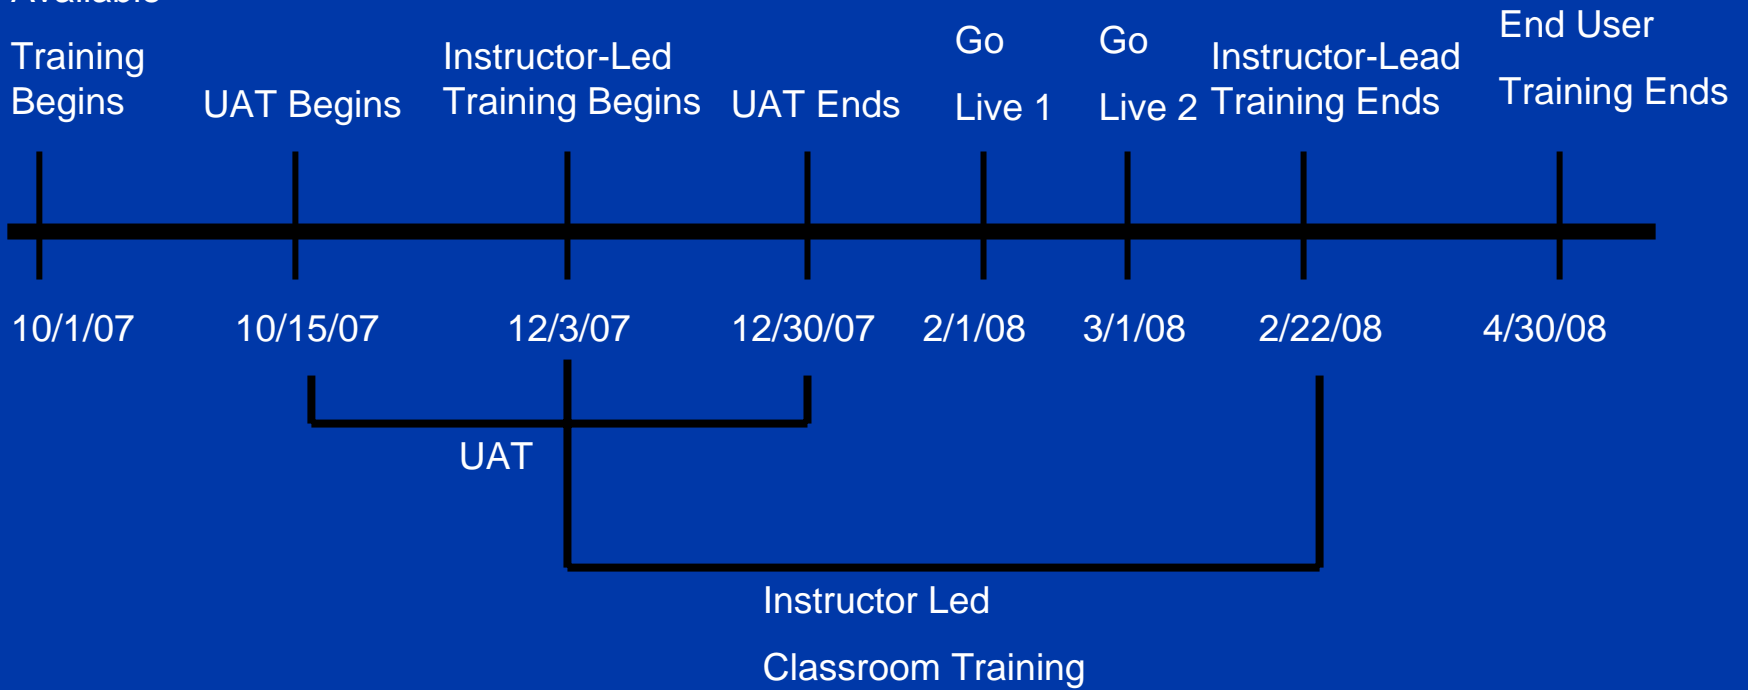 Training
Begins
UAT Begins
Instructor-Led
Training Begins
UAT Ends
Go
Live 1
Go
Live 2
Instructor-Lead
Training Ends
End User
Training Ends
10/1/07
10/15/07
12/3/07
12/30/07
2/1/08
3/1/08
2/22/08
4/30/08
UAT
Instructor Led
Classroom Training